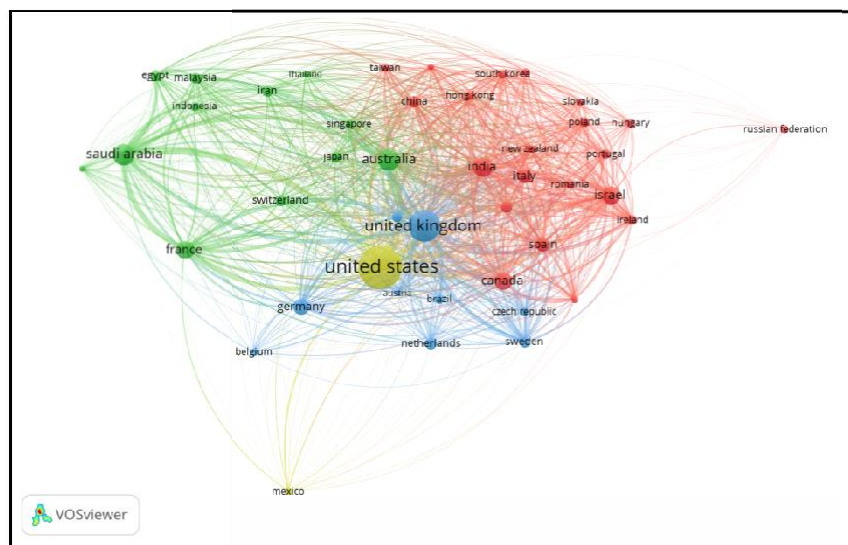 taiwan
south korea
egypt
malaysia
thailand
iran
hong kong
china
slovakia
indonesia
singapore
poland
hungary
russian federation
saudi arabia
japan
australia
new zealand
portugal
india
italy
romania
switzerland
israel
ireland
united kingdom
france
spain
united states
canada
austria
brazil
germany
czech republic
belgium
netherlands
sweden
mexico
VOSviewer